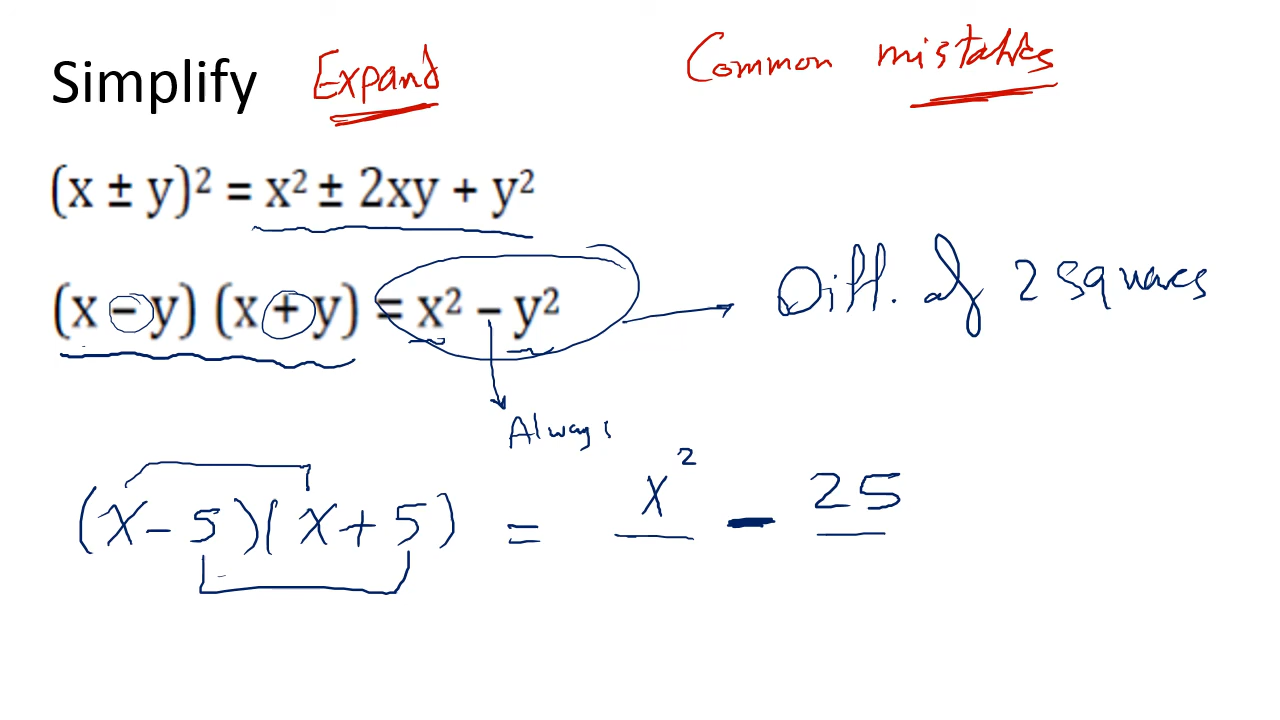 Simplify Expand Common mistakes
(x ± y)² = x² ± 2xy + y²
(x – y) (x + y) = x² – y² Diff. of 2 squares
Always
(x - 5)(x + 5) = x² - 25